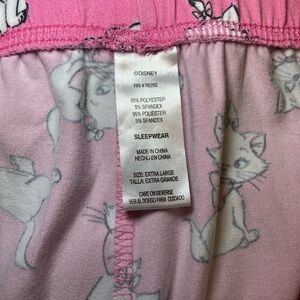 ©DISNEY
RN #76292
95% POLYESTER
5% SPANDEX
95% POLIÉSTER
5% SPANDEX
SLEEPWEAR
MADE IN CHINA
HECHO EN CHINA
SIZE: EXTRA LARGE
TALLA: EXTRA GRANDE
CARE ON REVERSE
VER AL DORSO PARA CUIDADO